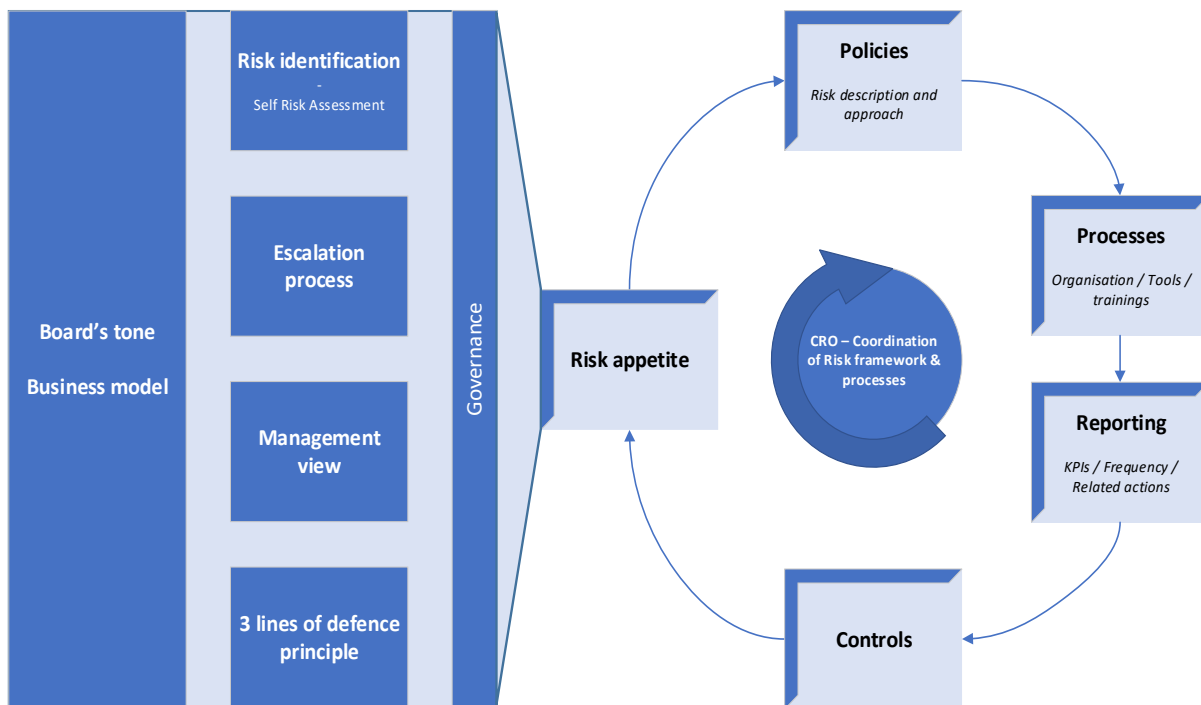 Board's tone
Business model
Risk identification
-
Self Risk Assessment
Escalation
process
Management
view
3 lines of defence
principle
Governance
Risk appetite
Policies
Risk description and
approach
Processes
Organisation / Tools /
trainings
Reporting
KPIs / Frequency /
Related actions
Controls
CRO – Coordination
of Risk framework &
processes